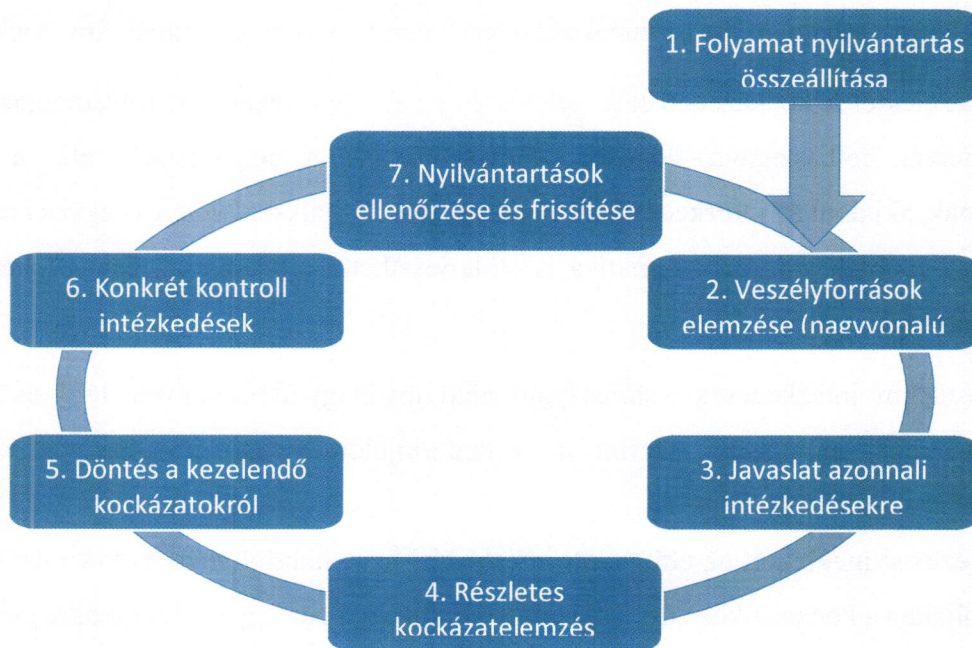 1. Folyamat nyilvántartás
összeállítása
2. Veszélyforrások
elemzése (nagyvonalú
3. Javaslat azonnali
intézkedésekre
4. Részletes
kockázatelemzés
5. Döntés a kezelendő
kockázatokról
6. Konkrét kontroll
intézkedések
7. Nyilvántartások
ellenőrzése és frissítése